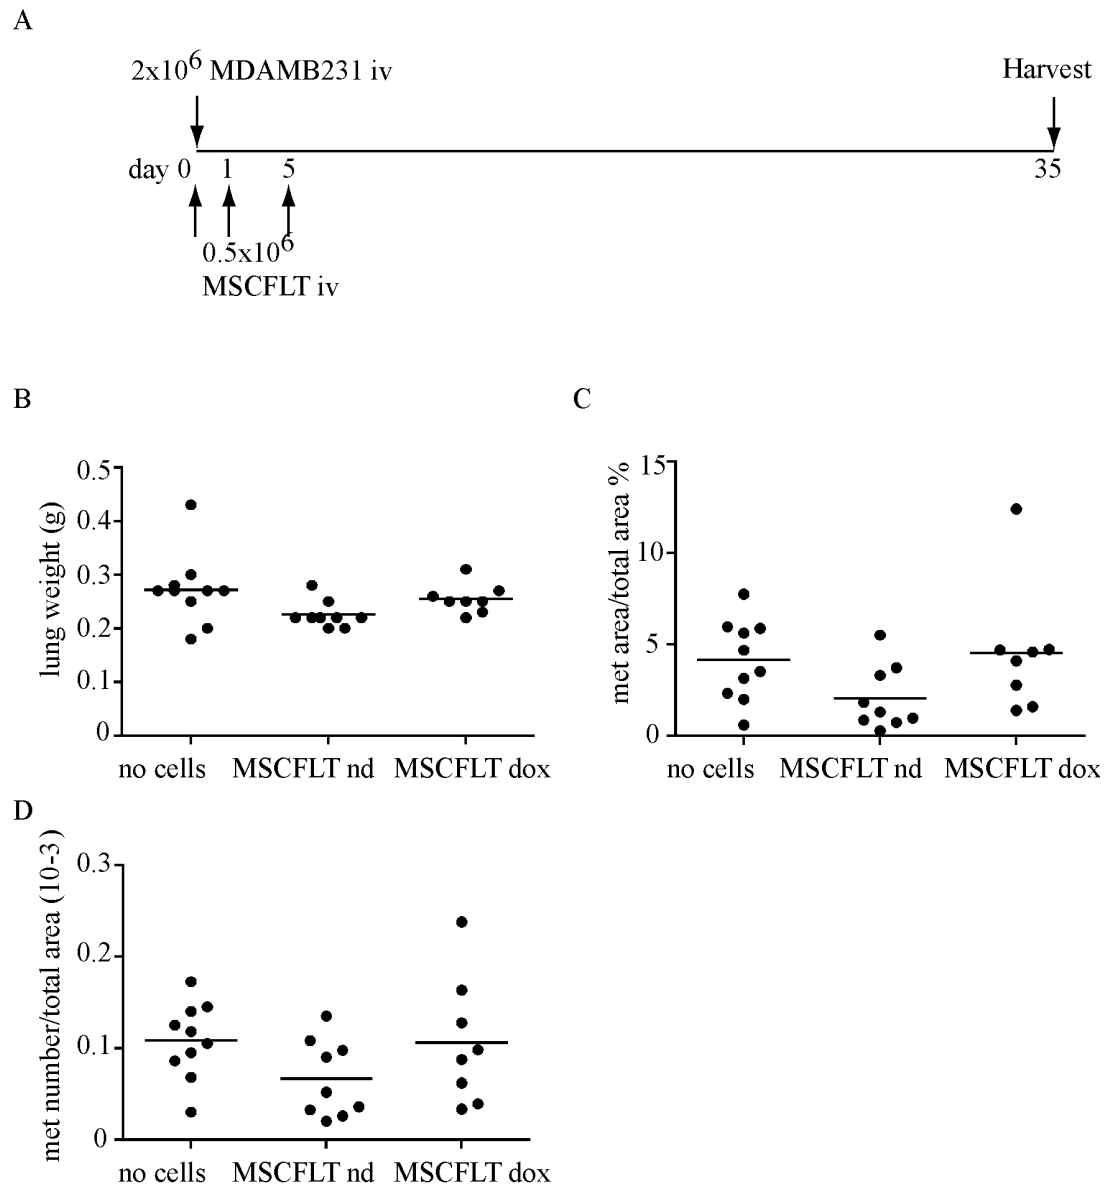 A
2x10^6 MDAMB231 iv
Harvest
day 0 1 5 35
0.5x10^6
MSCFLT iv
B
C
0.5
0.4
0.3
0.2
0.1
0
lung weight (g)
no cells MSCFLT nd MSCFLT dox
15
10
5
0
met area/total area %
no cells MSCFLT nd MSCFLT dox
D
0.3
0.2
0.1
0
met number/total area (10-3)
no cells MSCFLT nd MSCFLT dox